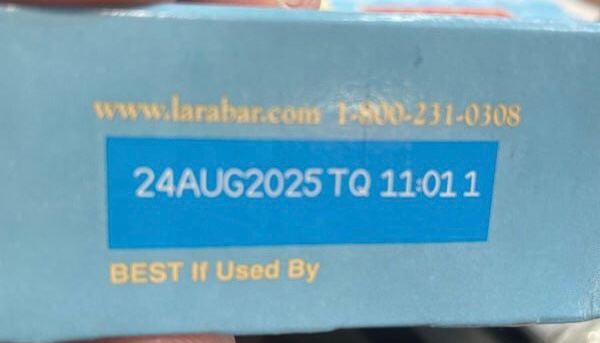 www.larabar.com 1-800-231-0308
24AUG2025 TQ 11:01 1
BEST If Used By